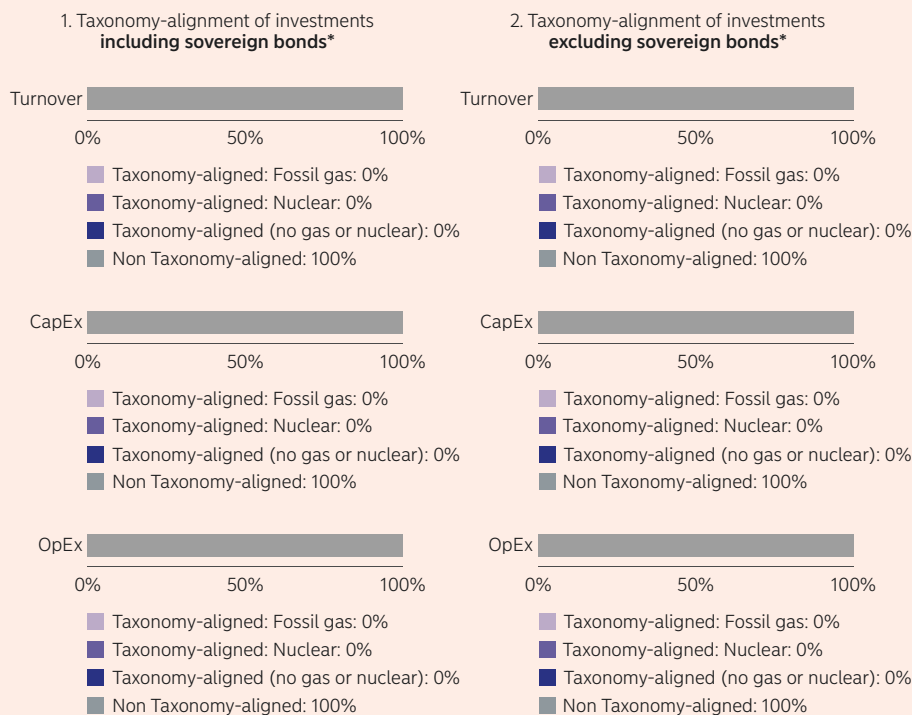 1. Taxonomy-alignment of investments
including sovereign bonds*
Turnover
0% 50% 100%
Taxonomy-aligned: Fossil gas: 0%
Taxonomy-aligned: Nuclear: 0%
Taxonomy-aligned (no gas or nuclear): 0%
Non Taxonomy-aligned: 100%
CapEx
0% 50% 100%
Taxonomy-aligned: Fossil gas: 0%
Taxonomy-aligned: Nuclear: 0%
Taxonomy-aligned (no gas or nuclear): 0%
Non Taxonomy-aligned: 100%
OpEx
0% 50% 100%
Taxonomy-aligned: Fossil gas: 0%
Taxonomy-aligned: Nuclear: 0%
Taxonomy-aligned (no gas or nuclear): 0%
Non Taxonomy-aligned: 100%
2. Taxonomy-alignment of investments
excluding sovereign bonds*
Turnover
0% 50% 100%
Taxonomy-aligned: Fossil gas: 0%
Taxonomy-aligned: Nuclear: 0%
Taxonomy-aligned (no gas or nuclear): 0%
Non Taxonomy-aligned: 100%
CapEx
0% 50% 100%
Taxonomy-aligned: Fossil gas: 0%
Taxonomy-aligned: Nuclear: 0%
Taxonomy-aligned (no gas or nuclear): 0%
Non Taxonomy-aligned: 100%
OpEx
0% 50% 100%
Taxonomy-aligned: Fossil gas: 0%
Taxonomy-aligned: Nuclear: 0%
Taxonomy-aligned (no gas or nuclear): 0%
Non Taxonomy-aligned: 100%